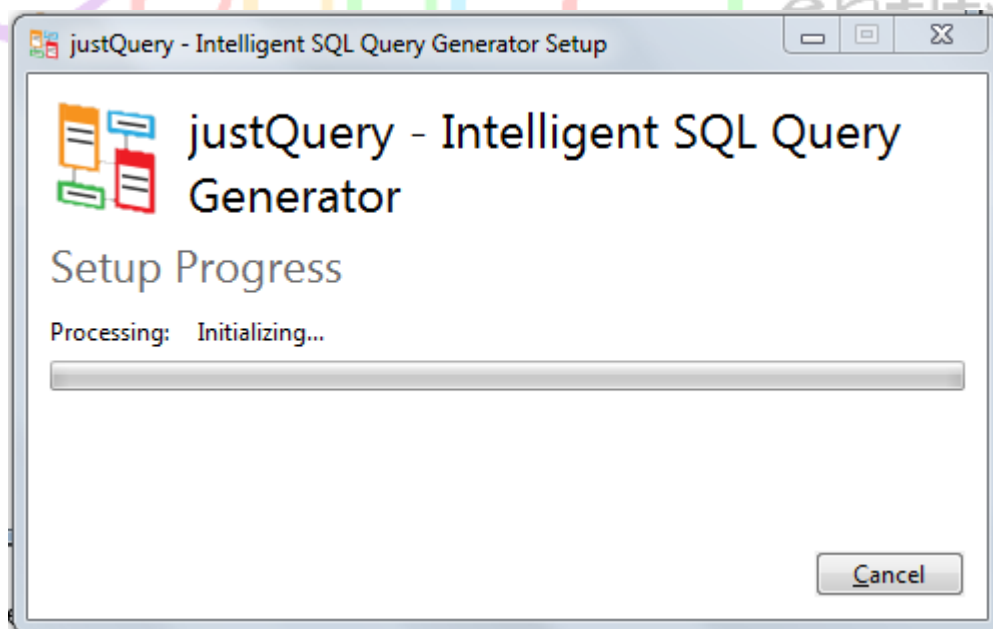 justQuery - Intelligent SQL Query Generator Setup
justQuery - Intelligent SQL Query
Generator
Setup Progress
Processing: Initializing...
Cancel